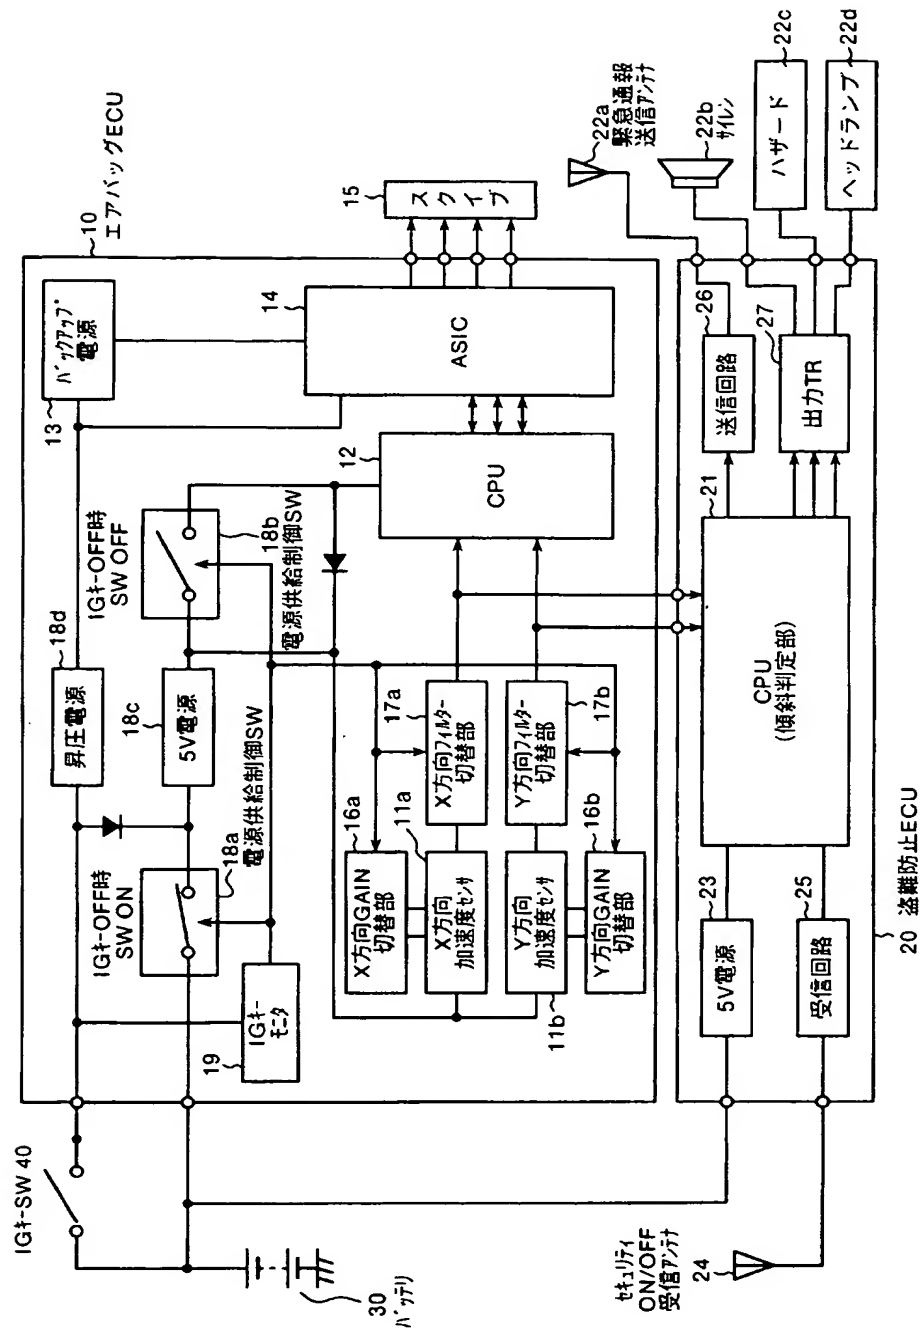 10
エアバッグECU
13
バックアップ
電源
14
ASIC
15
スクイブ
12
CPU
IGキーOFF時
SW OFF
18b
電源供給制御SW
18d
昇圧電源
18c
5V電源
IGキーOFF時
SW ON
18a
電源供給制御SW
19
IGキー
モニタ
16a
X方向GAIN
切替部
11a
X方向
加速度センサ
17a
X方向フィルター
切替部
Y方向フィルター
切替部
17b
Y方向
加速度センサ
11b
16b
Y方向GAIN
切替部
IGキーSW 40
30
バッテリ
22a
緊急通報
送信アンテナ
22b
サイレン
22c
ハザード
22d
ヘッドランプ
26
送信回路
27
出力TR
21
CPU
(傾斜判定部)
23
5V電源
25
受信回路
20 盗難防止ECU
セキュリティ
ON/OFF
受信アンテナ
24